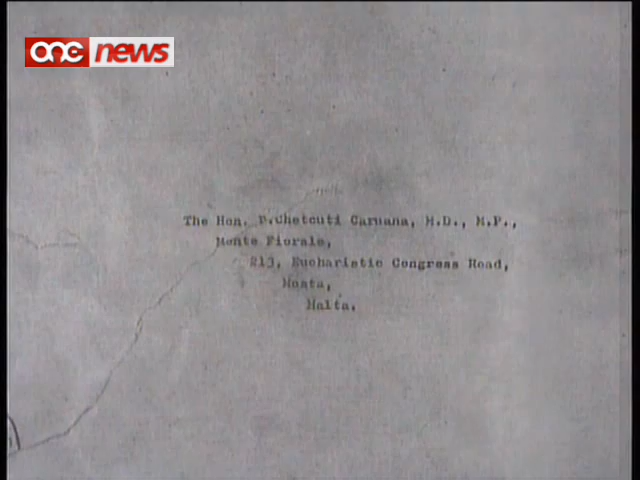 one news
The Hon. P.Chetcuti Caruana, M.D., M.P.,
Monte Fiorale,
213, Eucharistic Congress Road,
Mosta,
Malta.